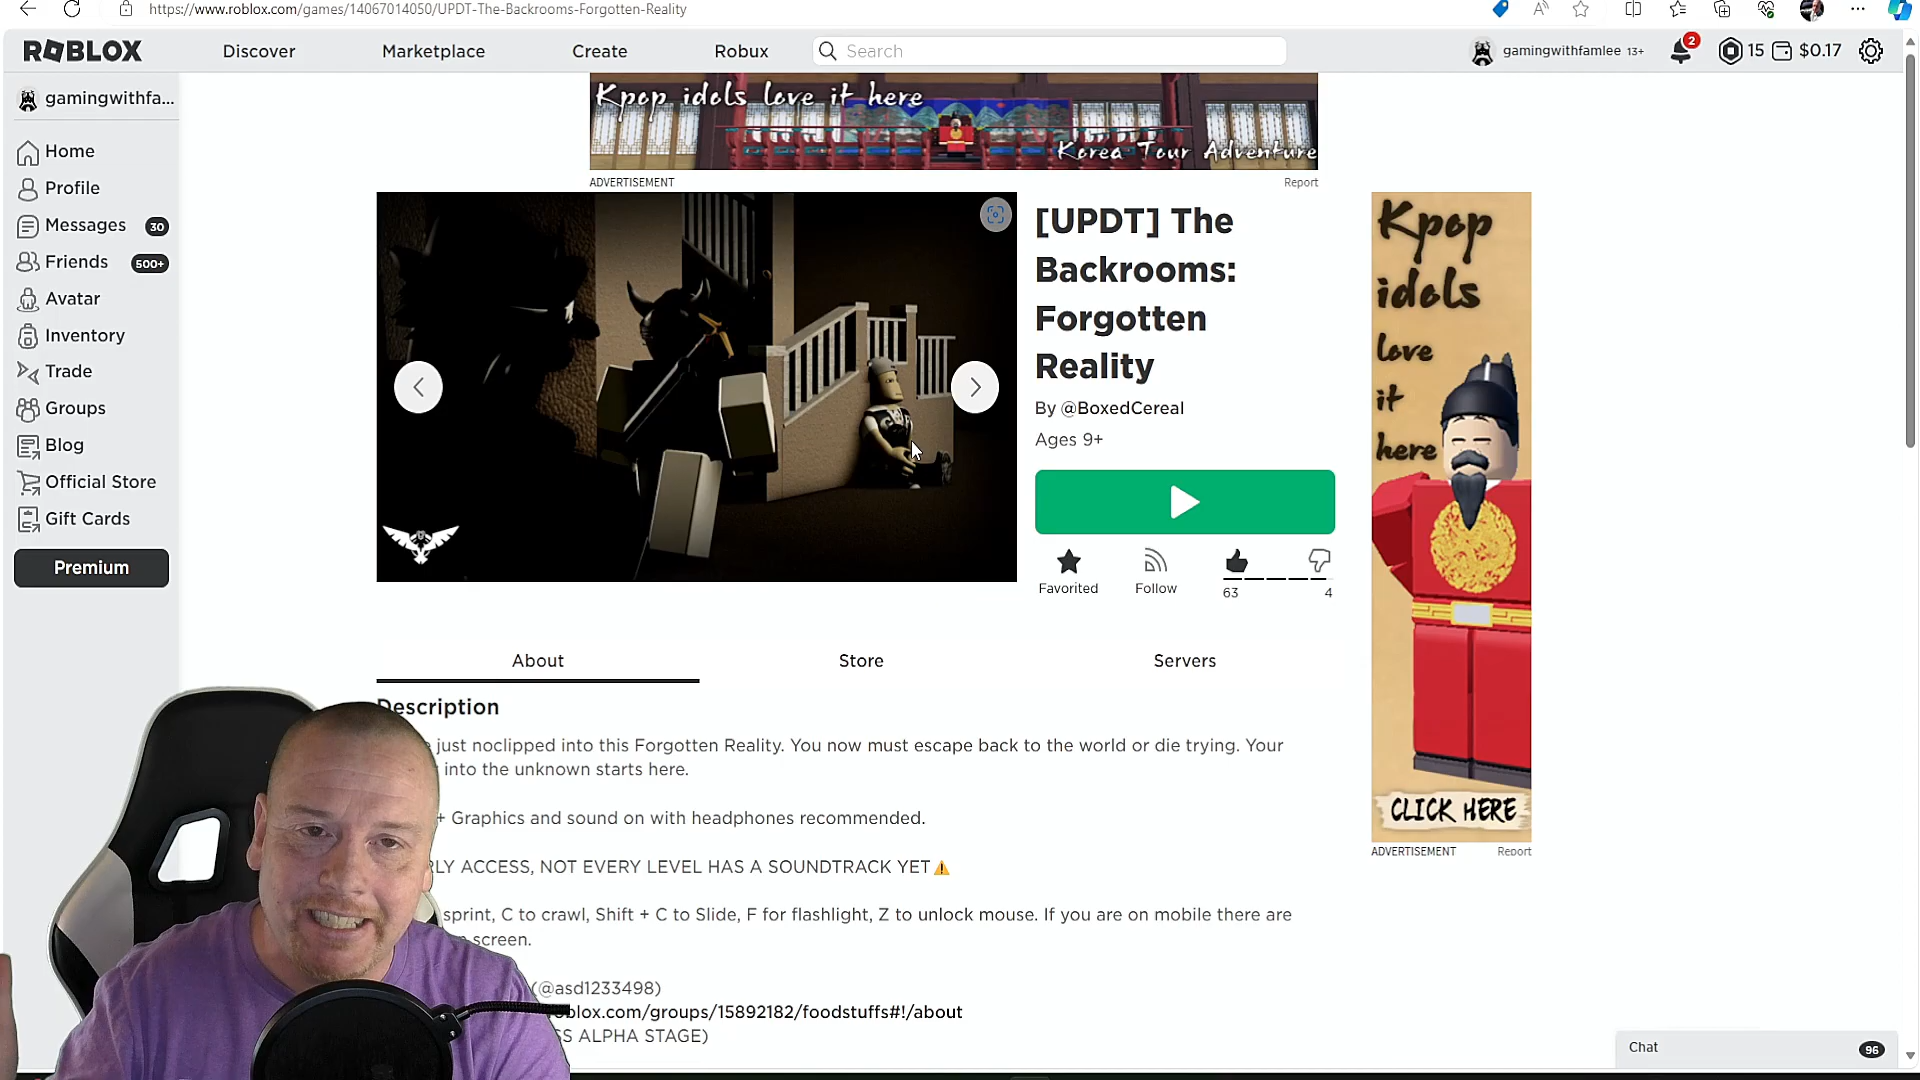 https://www.roblox.com/games/14067014050/UPDT-The-Backrooms-Forgotten-Reality
ROBLOX
Discover
Marketplace
Create
Robux
Search
gamingwithfamlee 13+
2
15
$0.17
gamingwithfa...
Home
Profile
Messages 30
Friends 500+
Avatar
Inventory
Trade
Groups
Blog
Official Store
Gift Cards
Premium
Kpop idols love it here
Korea Tour Adventure
ADVERTISEMENT
Report
[UPDT] The
Backrooms:
Forgotten
Reality
By @BoxedCereal
Ages 9+
Favorited
Follow
63
4
Kpop
idols
love
it
here
CLICK HERE
ADVERTISEMENT
Report
About
Store
Servers
Description
just noclipped into this Forgotten Reality. You now must escape back to the world or die trying. Your
into the unknown starts here.
+ Graphics and sound on with headphones recommended.
RLY ACCESS, NOT EVERY LEVEL HAS A SOUNDTRACK YET⚠️
sprint, C to crawl, Shift + C to Slide, F for flashlight, Z to unlock mouse. If you are on mobile there are
screen.
(@asd1233498)
oblox.com/groups/15892182/foodstuffs#!/about
SS ALPHA STAGE)
Chat
96